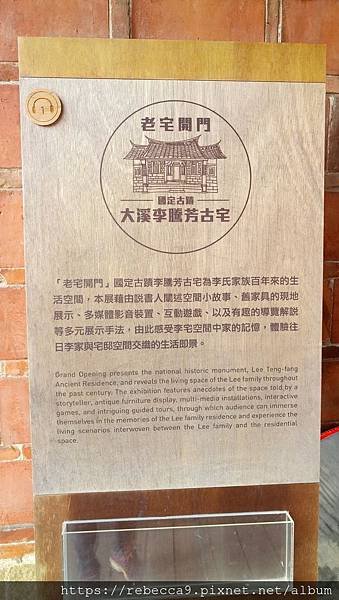 1
老宅開門
國定古蹟
大溪李騰芳古宅
「老宅開門」國定古蹟李騰芳古宅為李氏家族百年來的生
活空間，本展藉由說書人闡述空間小故事、舊家具的現地
展示、多媒體影音裝置、互動遊戲、以及有趣的導覽解說
等多元展示手法，由此感受李宅空間中家的記憶，體驗往
日李家與宅邸空間交織的生活即景。
Grand Opening presents the national historic monument, Lee Teng-fang
Ancient Residence, and reveals the living space of the Lee family throughout
the past century. The exhibition features anecdotes of the space told by a
storyteller, antique furniture display, multi-media installations, interactive
games, and intriguing guided tours, through which audience can immerse
themselves in the memories of the Lee family residence and experience the
living scenarios interwoven between the Lee family and the residential
space.
https://rebecca9.pixnet.net/album